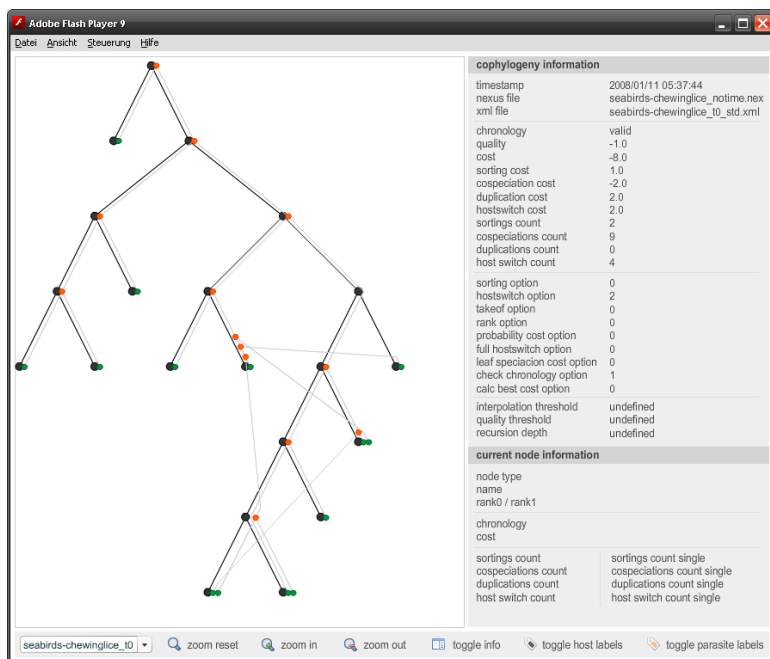 Adobe Flash Player 9
Datei Ansicht Steuerung Hilfe
cophylogeny information
timestamp 2008/01/11 05:37:44
nexus file seabirds-chewinglice_notime.nex
xml file seabirds-chewinglice_t0_std.xml
chronology valid
quality -1.0
cost -8.0
sorting cost 1.0
cospeciation cost -2.0
duplication cost 2.0
hostswitch cost 2.0
sortings count 2
cospeciations count 9
duplications count 0
host switch count 4
sorting option 0
hostswitch option 2
takeof option 0
rank option 0
probability cost option 0
full hostswitch option 0
leaf speciacion cost option 0
check chronology option 1
calc best cost option 0
interpolation threshold undefined
quality threshold undefined
recursion depth undefined
current node information
node type
name
rank0 / rank1
chronology
cost
sortings count sortings count single
cospeciations count cospeciations count single
duplications count duplications count single
host switch count host switch count single
seabirds-chewinglice_t0 zoom reset zoom in zoom out toggle info toggle host labels toggle parasite labels